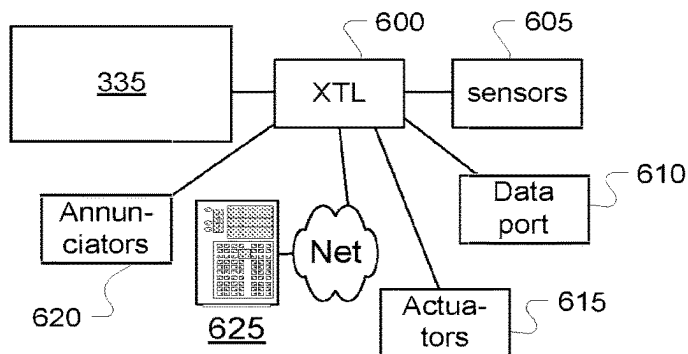 600
605
335
XTL
sensors
610
Data
port
Annun-
ciators
Net
615
Actua-
tors
620
625